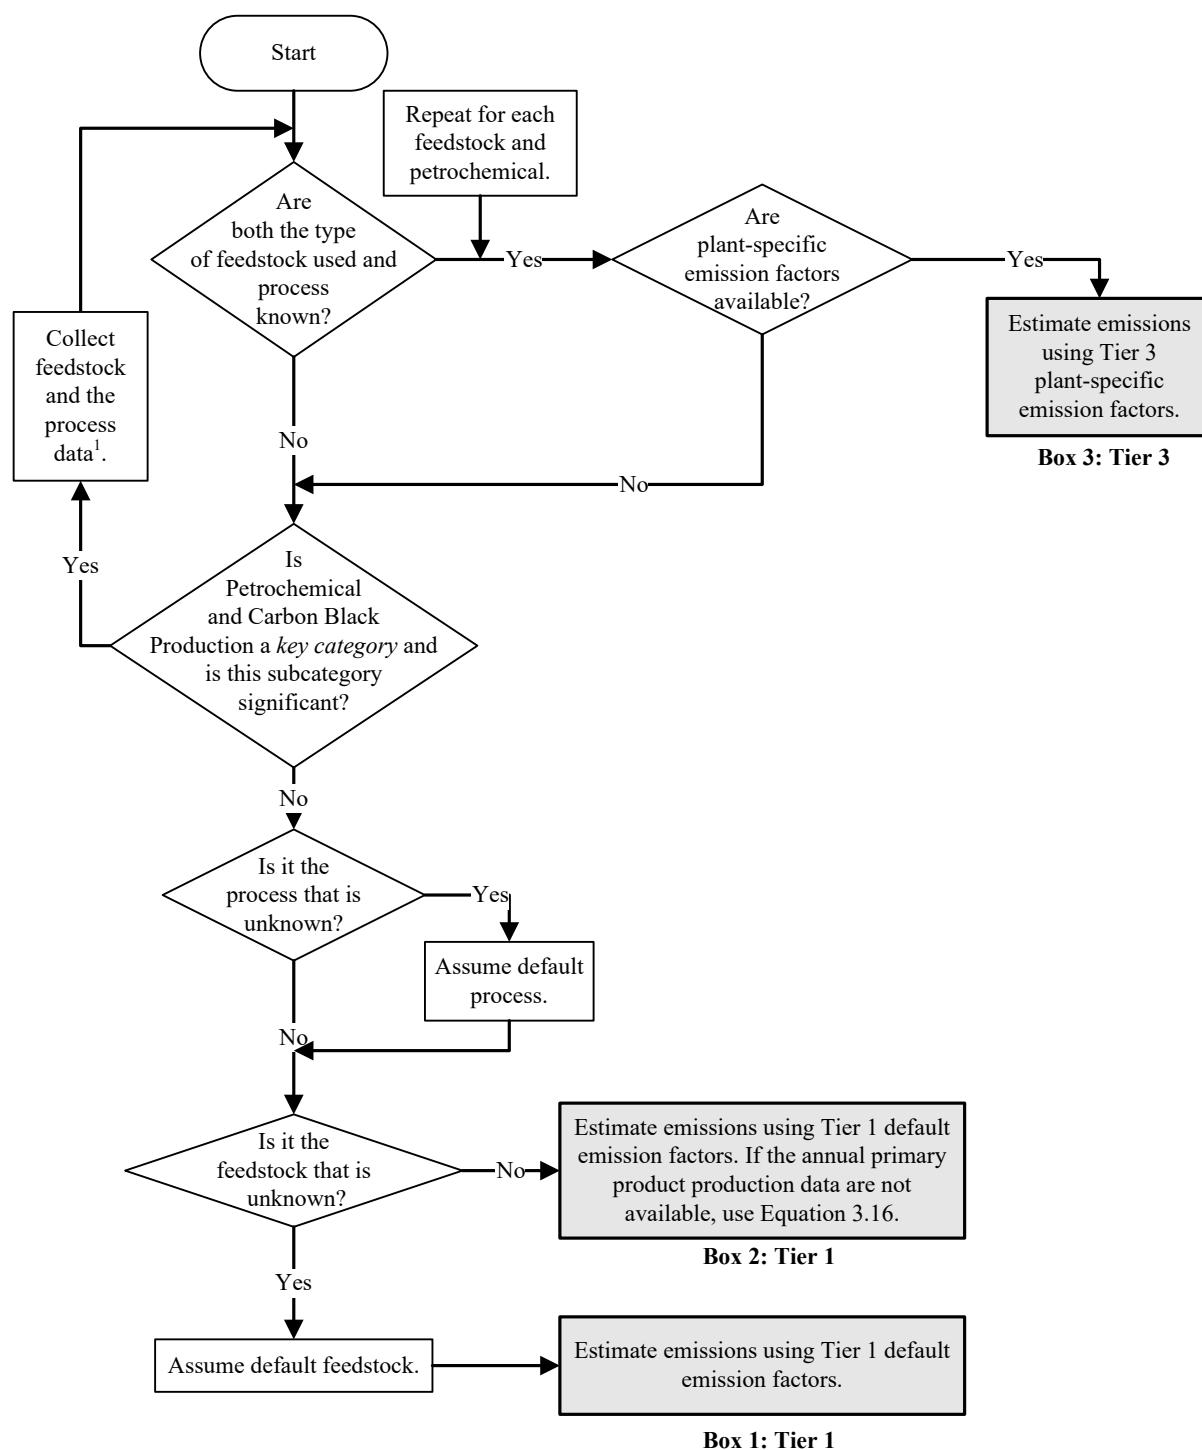 Start
Repeat for each
feedstock and
petrochemical.
Are
both the type
of feedstock used and
process
known?
Yes
Are
plant-specific
emission factors
available?
Yes
Estimate emissions
using Tier 3
plant-specific
emission factors.
Box 3: Tier 3
Collect
feedstock
and the
process
data¹.
No
No
Yes
Is
Petrochemical
and Carbon Black
Production a key category and
is this subcategory
significant?
No
Is it the
process that is
unknown?
Yes
Assume default
process.
No
Is it the
feedstock that is
unknown?
No
Estimate emissions using Tier 1 default
emission factors. If the annual primary
product production data are not
available, use Equation 3.16.
Box 2: Tier 1
Yes
Assume default feedstock.
Estimate emissions using Tier 1 default
emission factors.
Box 1: Tier 1